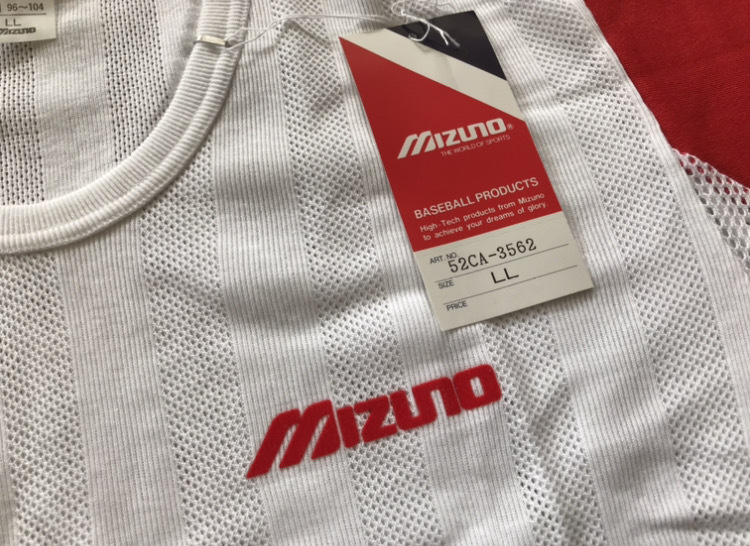 96~104
LL
Mizuno
Mizuno®
THE WORLD OF SPORTS
BASEBALL PRODUCTS
High-Tech products from Mizuno
to achieve your dreams of glory.
ART.NO. 52CA-3562
SIZE LL
PRICE
Mizuno